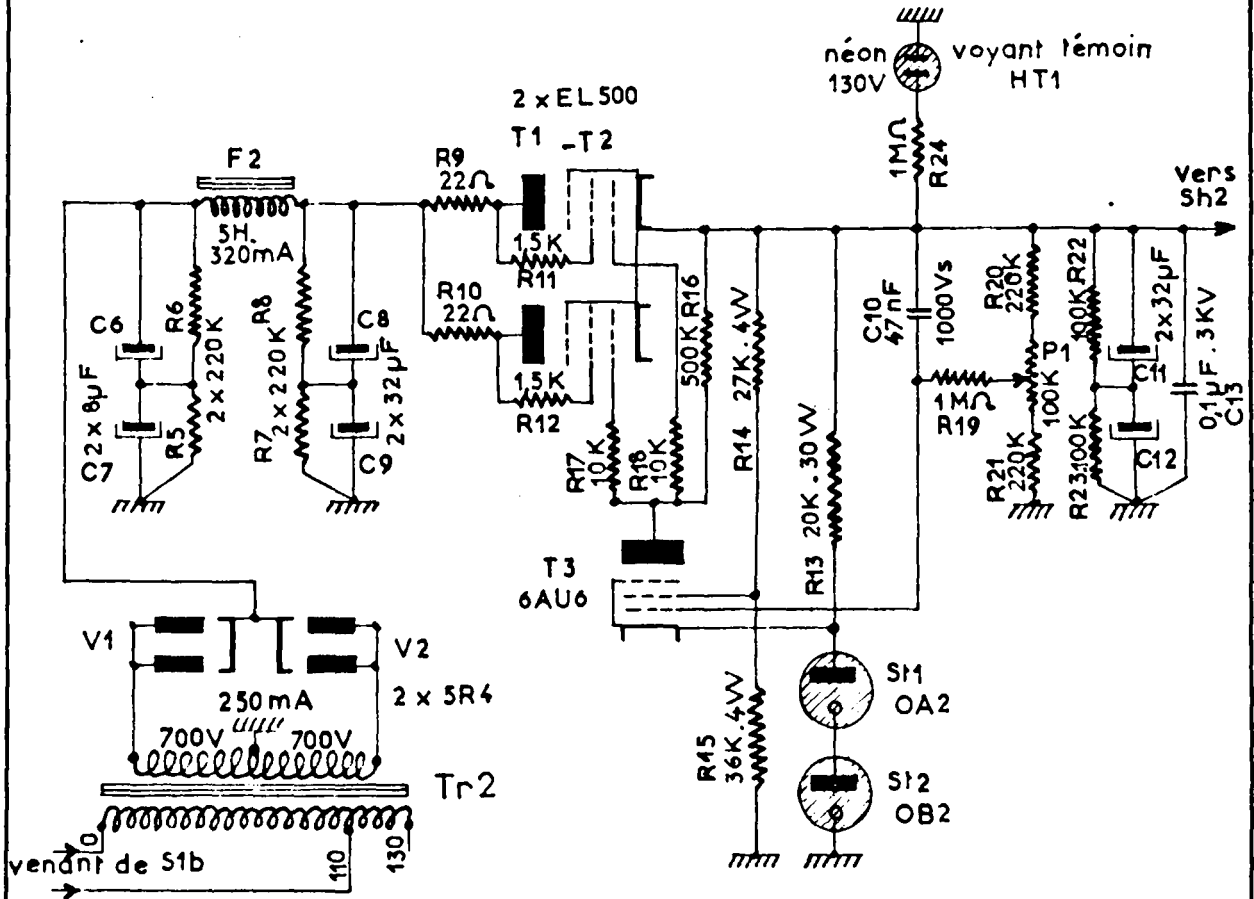 néon
130V
voyant témoin
HT1
1MΩ
R24
2 x EL500
T1 -T2
F2
5H.
320mA
R9
22Ω
1,5K
R11
R10
22Ω
1,5K
R12
vers
Sh2
C6
C7
2 x 8µF
R6
R5
2 x 220K
R8
R7
2 x 220K
C8
C9
2 x 32µF
R17
10K
R18
10K
500K R16
R14 27K.4W
R13 20K.30W
C10
47nF
1000Vs
1MΩ
R19
R20
220K
P1
100K
R21
220K
100K R22
R23 100K
2x32µF
C11
C12
0,1µF.3KV
C13
T3
6AU6
V1
V2
2 x 5R4
250mA
700V
700V
Tr2
0
110
130
venant de S1b
R15
36K.4W
St1
OA2
St2
OB2